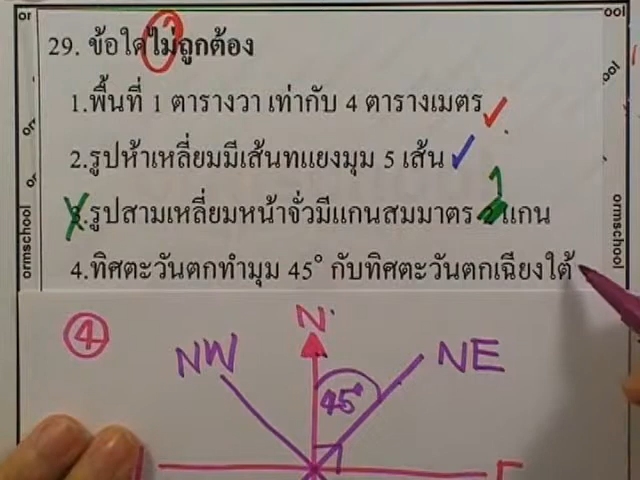 29. ข้อใดไม่ถูกต้อง
1.พื้นที่ 1 ตารางวา เท่ากับ 4 ตารางเมตร
2.รูปห้าเหลี่ยมมีเส้นทแยงมุม 5 เส้น
1
3.รูปสามเหลี่ยมหน้าจั่วมีแกนสมมาตร 2 แกน
4.ทิศตะวันตกทำมุม 45° กับทิศตะวันตกเฉียงใต้
ormschool
ormschool
4
N
NW
NE
45°